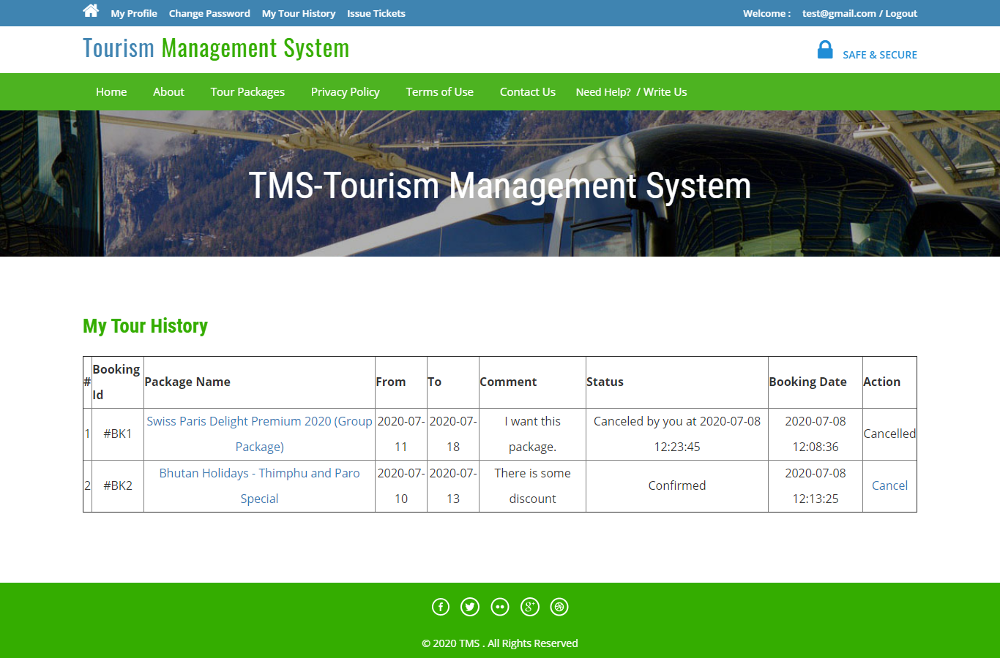 My Profile Change Password My Tour History Issue Tickets Welcome : test@gmail.com / Logout
Tourism Management System
SAFE & SECURE
Home About Tour Packages Privacy Policy Terms of Use Contact Us Need Help? / Write Us
TMS-Tourism Management System
My Tour History
# Booking Id Package Name From To Comment Status Booking Date Action
1 #BK1 Swiss Paris Delight Premium 2020 (Group Package) 2020-07-11 2020-07-18 I want this package. Canceled by you at 2020-07-08 12:23:45 2020-07-08 12:08:36 Cancelled
2 #BK2 Bhutan Holidays - Thimphu and Paro Special 2020-07-10 2020-07-13 There is some discount Confirmed 2020-07-08 12:13:25 Cancel
© 2020 TMS . All Rights Reserved